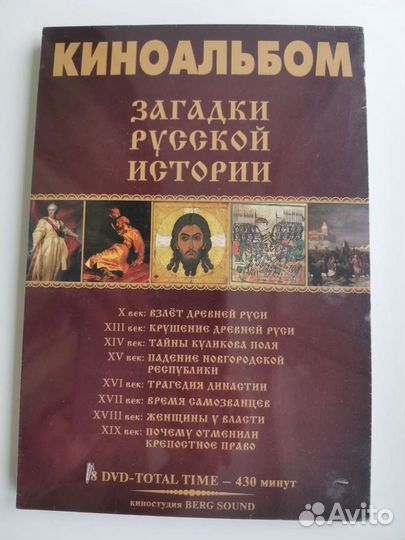 КИНОАЛЬБОМ
ЗАГАДКИ
РУССКОЙ
ИСТОРИИ
X век: ВЗЛЁТ ДРЕВНЕЙ РУСИ
XIII век: КРУШЕНИЕ ДРЕВНЕЙ РУСИ
XIV век: ТАЙНЫ КУЛИКОВА ПОЛЯ
XV век: ПАДЕНИЕ НОВГОРОДСКОЙ
РЕСПУБЛИКИ
XVI век: ТРАГЕДИЯ ДИНАСТИИ
XVII век: ВРЕМЯ САМОЗВАНЦЕВ
XVIII век: ЖЕНЩИНЫ У ВЛАСТИ
XIX век: ПОЧЕМУ ОТМЕНИЛИ
КРЕПОСТНОЕ ПРАВО
8 DVD-TOTAL TIME – 430 минут
киностудия BERG SOUND
Avito